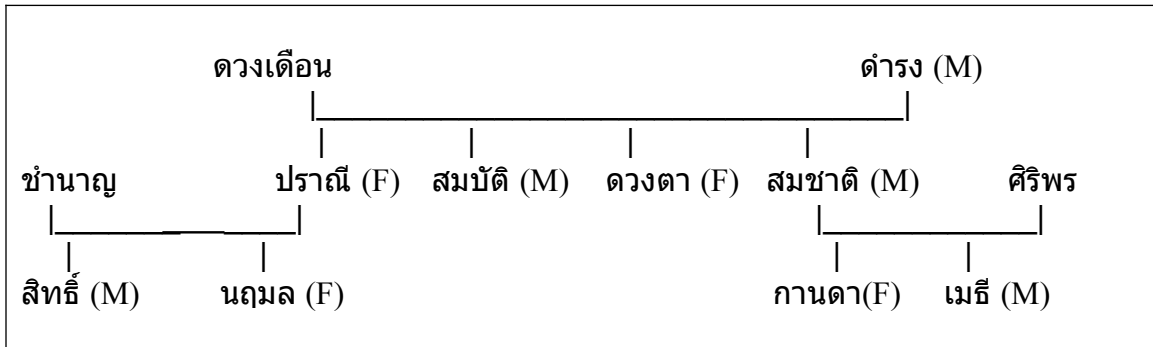 ดวงเดือน ดำรง (M)
ชำนาญ ปราณี (F) สมบัติ (M) ดวงตา (F) สมชาติ (M) ศิริพร
สิทธิ์ (M) นฤมล (F) กานดา(F) เมธี (M)